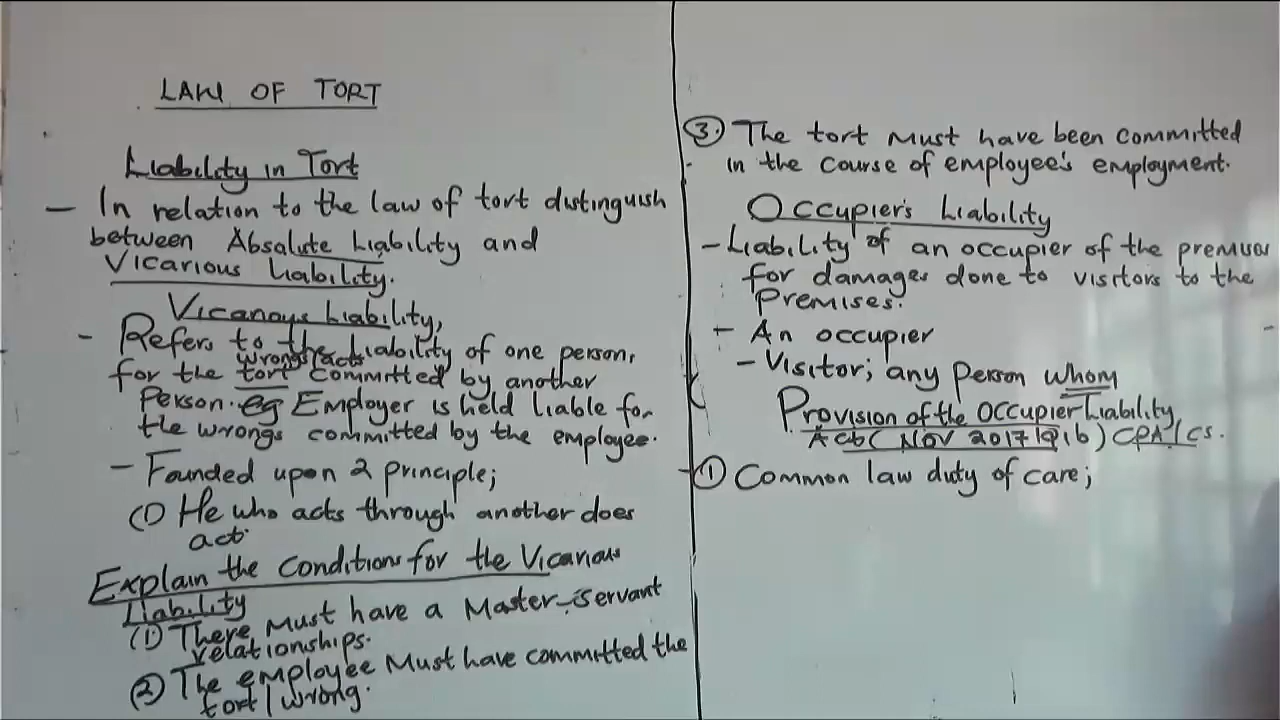 LAW OF TORT
Liability in Tort
- In relation to the law of tort distinguish
between Absolute Liability and
Vicarious Liability.
Vicarious Liability,
- Refers to the Liability of one person,
wrongs/acts
for the tort committed by another
Person. eg Employer is held liable for
the wrongs committed by the employee.
- Founded upon 2 principle;
(1) He who acts through another does
act.
Explain the Conditions for the Vicarious
Liability
(1) There Must have a Master-Servant
relationships.
(2) The employee Must have committed the
tort/wrong.
(3.) The tort Must have been committed
in the course of employee's employment.
Occupier's Liability
- Liability of an occupier of the premises
for damages done to visitors to the
Premises.
- An occupier
- Visitor; any person whom
Provision of the Occupier Liability
Act (Nov 2017 Q1b) CPA/CS.
(1) Common law duty of care;